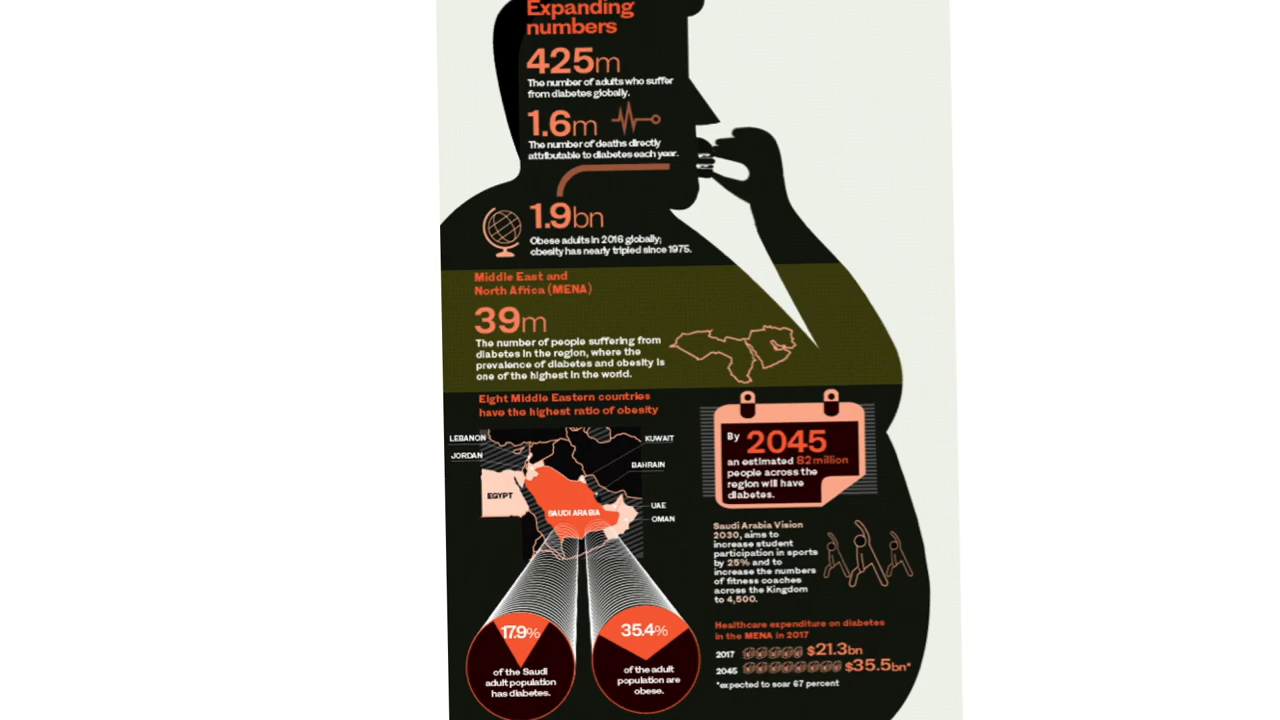 Expanding
numbers
425m
The number of adults who suffer
from diabetes globally.
1.6m
The number of deaths directly
attributable to diabetes each year.
1.9bn
Obese adults in 2016 globally;
obesity has nearly tripled since 1975.
Middle East and
North Africa (MENA)
39m
The number of people suffering from
diabetes in the region, where the
prevalence of diabetes and obesity is
one of the highest in the world.
Eight Middle Eastern countries
have the highest ratio of obesity
LEBANON
JORDAN
EGYPT
SAUDI ARABIA
KUWAIT
BAHRAIN
UAE
OMAN
17.9%
of the Saudi
adult population
has diabetes.
35.4%
of the adult
population are
obese.
By 2045
an estimated 82 million
people across the
region will have
diabetes.
Saudi Arabia Vision
2030, aims to
increase student
participation in sports
by 25% and to
increase the numbers
of fitness coaches
across the Kingdom
to 4,500.
Healthcare expenditure on diabetes
in the MENA in 2017
2017 $21.3bn
2045 $35.5bn*
*expected to soar 67 percent